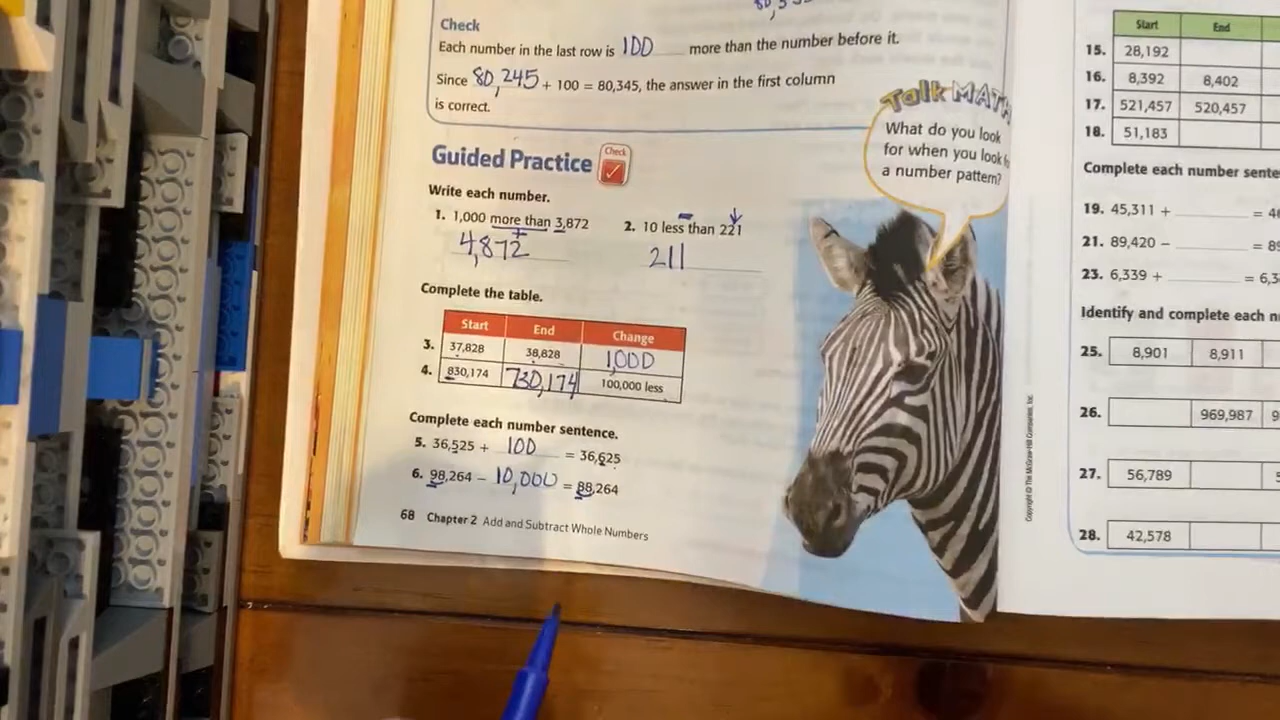 Check
Each number in the last row is 100 more than the number before it.
Since 80,245 + 100 = 80,345, the answer in the first column
is correct.
Talk MATH
What do you look
for when you look
a number pattern?
Guided Practice
Check
Write each number.
1. 1,000 more than 3,872
+
4,872
2. 10 less than 221
211
Complete the table.
Start End Change
3. 37,828 38,828 1,000
4. 830,174 730,174 100,000 less
Complete each number sentence.
5. 36,525 + 100 = 36,625
6. 98,264 – 10,000 = 88,264
68 Chapter 2 Add and Subtract Whole Numbers
Copyright © The McGraw-Hill Companies, Inc.
Start End
15. 28,192
16. 8,392 8,402
17. 521,457 520,457
18. 51,183
Complete each number
19. 45,311 + =
21. 89,420 – =
23. 6,339 + =
Identify and complete each
25. 8,901 8,911
26. 969,987
27. 56,789
28. 42,578